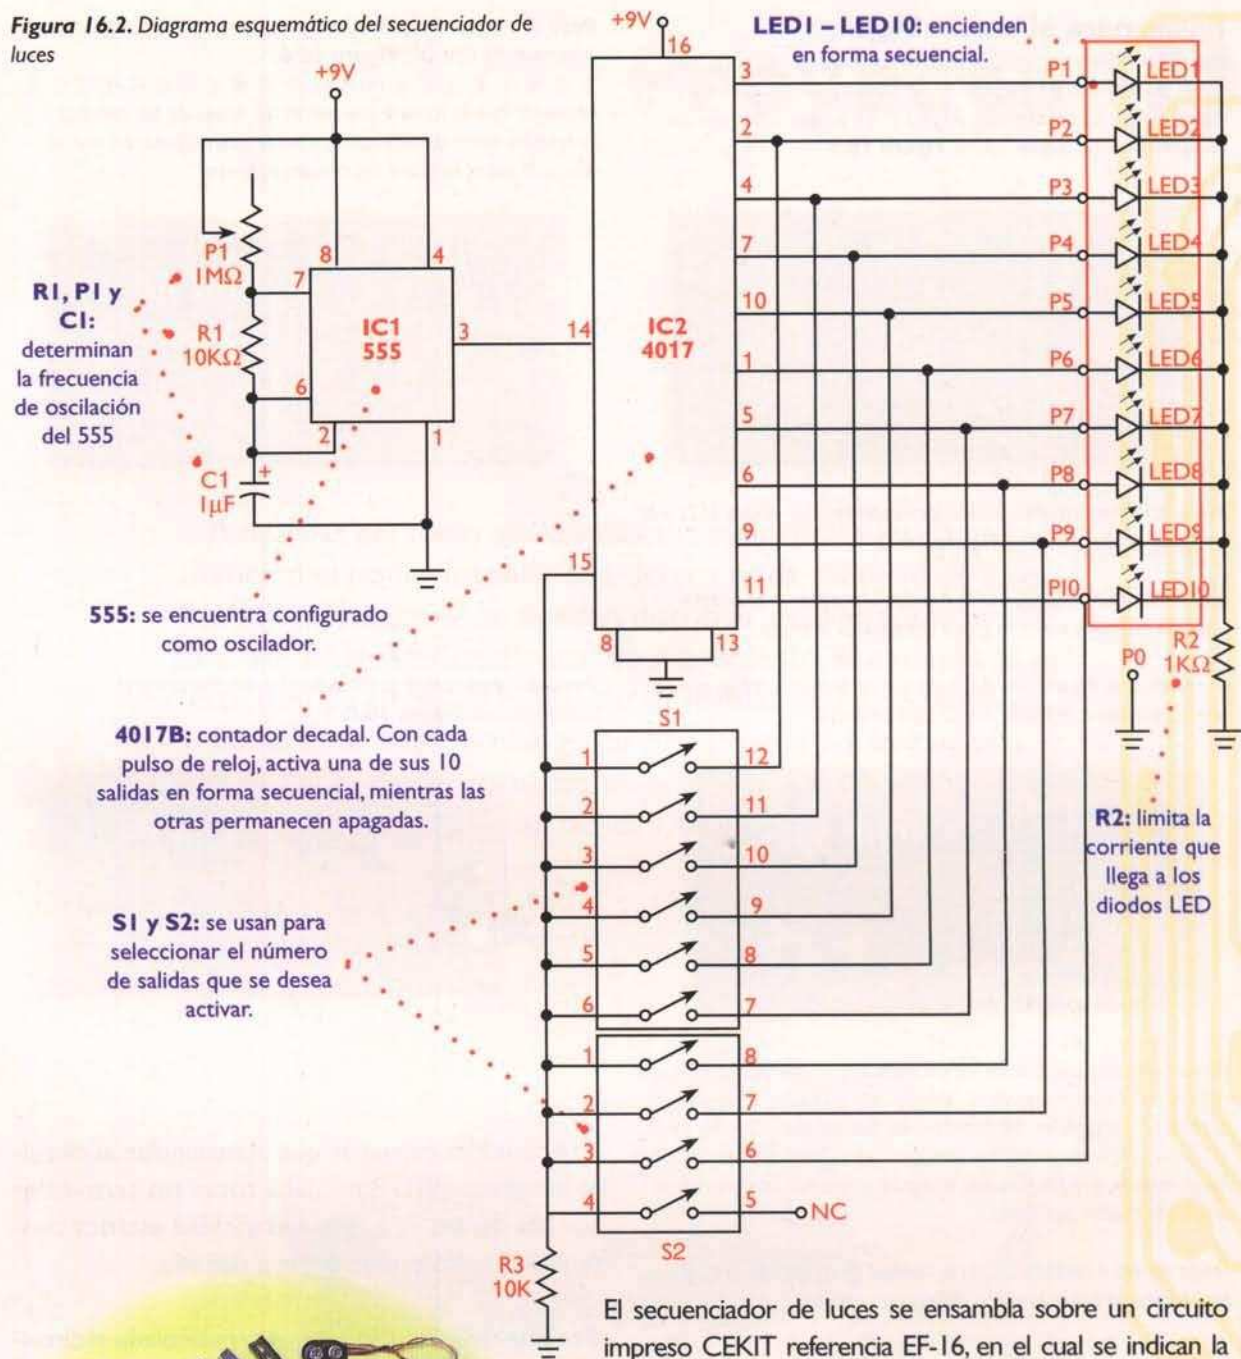 Figura 16.2. Diagrama esquemático del secuenciador de
luces
+9V
16
LED1 – LED10: encienden
en forma secuencial.
+9V
P1
1MΩ
8
4
7
R1
10KΩ
6
IC1
555
3
2
1
C1
+
1µF
R1, P1 y
C1:
determinan
la frecuencia
de oscilación
del 555
14
IC2
4017
15
8
13
3
P1
LED1
2
P2
LED2
4
P3
LED3
7
P4
LED4
10
P5
LED5
1
P6
LED6
5
P7
LED7
6
P8
LED8
9
P9
LED9
11
P10
LED10
P0
R2
1KΩ
555: se encuentra configurado
como oscilador.
4017B: contador decadal. Con cada
pulso de reloj, activa una de sus 10
salidas en forma secuencial, mientras las
otras permanecen apagadas.
R2: limita la
corriente que
llega a los
diodos LED
S1 y S2: se usan para
seleccionar el número
de salidas que se desea
activar.
S1
1
12
2
11
3
10
4
9
5
8
6
7
1
8
2
7
3
6
4
5
NC
S2
R3
10K
El secuenciador de luces se ensambla sobre un circuito
impreso CEKIT referencia EF-16, en el cual se indican la